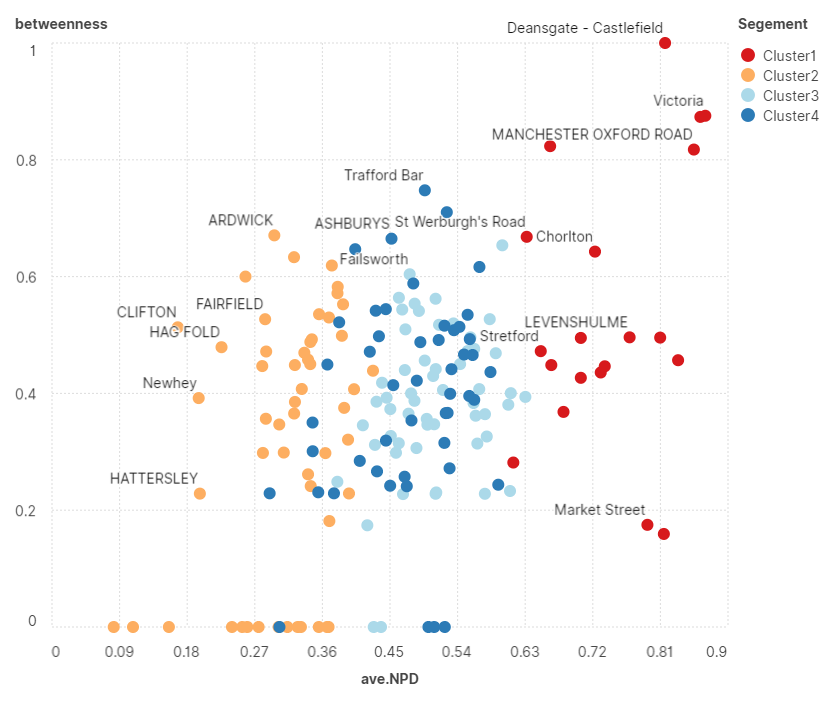 betweenness
Deansgate - Castlefield
Segement
Cluster1
Cluster2
Cluster3
Cluster4
1
Victoria
MANCHESTER OXFORD ROAD
0.8
Trafford Bar
ARDWICK
ASHBURYS
St Werburgh's Road
Chorlton
Failsworth
0.6
CLIFTON
FAIRFIELD
HAG FOLD
LEVENSHULME
Stretford
Newhey
0.4
HATTERSLEY
0.2
Market Street
0
0 0.09 0.18 0.27 0.36 0.45 0.54 0.63 0.72 0.81 0.9
ave.NPD